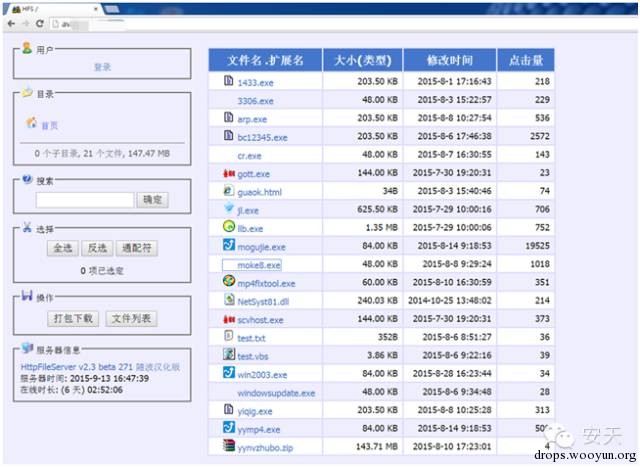 HFS /
用户
登录
目录
首页
0 个子目录, 21 个文件, 147.47 MB
搜索
确定
选择
全选 反选 通配符
0 项已选定
操作
打包下载 文件列表
服务器信息
HttpFileServer v2.3 beta 271 随波汉化版
服务器时间: 2015-9-13 16:47:39
在线时长: (6 天) 02:52:06
文件名 .扩展名 大小(类型) 修改时间 点击量
1433.exe 203.50 KB 2015-8-1 17:16:43 218
3306.exe 48.00 KB 2015-8-3 15:22:57 229
arp.exe 203.50 KB 2015-8-8 10:27:54 536
bc12345.exe 203.50 KB 2015-8-6 17:46:38 2572
cr.exe 48.00 KB 2015-8-7 16:30:55 143
gott.exe 144.00 KB 2015-7-30 19:20:31 23
guaok.html 34B 2015-8-3 15:40:46 74
jl.exe 625.50 KB 2015-7-29 10:00:06 706
llb.exe 1.35 MB 2015-7-29 10:00:16 752
mogujie.exe 84.00 KB 2015-8-14 9:18:53 19525
moke8.exe 48.00 KB 2015-8-8 9:29:24 1018
mp4flxtool.exe 60.00 KB 2015-8-10 16:30:59 351
NetSyst81.dll 240.03 KB 2014-10-25 13:48:02 214
scvhost.exe 144.00 KB 2015-7-30 19:20:31 373
test.txt 352B 2015-8-6 8:51:27 36
test.vbs 3.86 KB 2015-8-6 9:22:16 39
win2003.exe 84.00 KB 2015-8-28 16:23:44 34
windowsupdate.exe 48.00 KB 2015-8-6 9:34:28 28
yiqig.exe 203.50 KB 2015-8-8 10:25:28 313
yymp4.exe 84.00 KB 2015-8-14 9:18:53
yynvzhubo.zip 143.71 MB 2015-8-10 17:23:01 4
安天
drops.wooyun.org